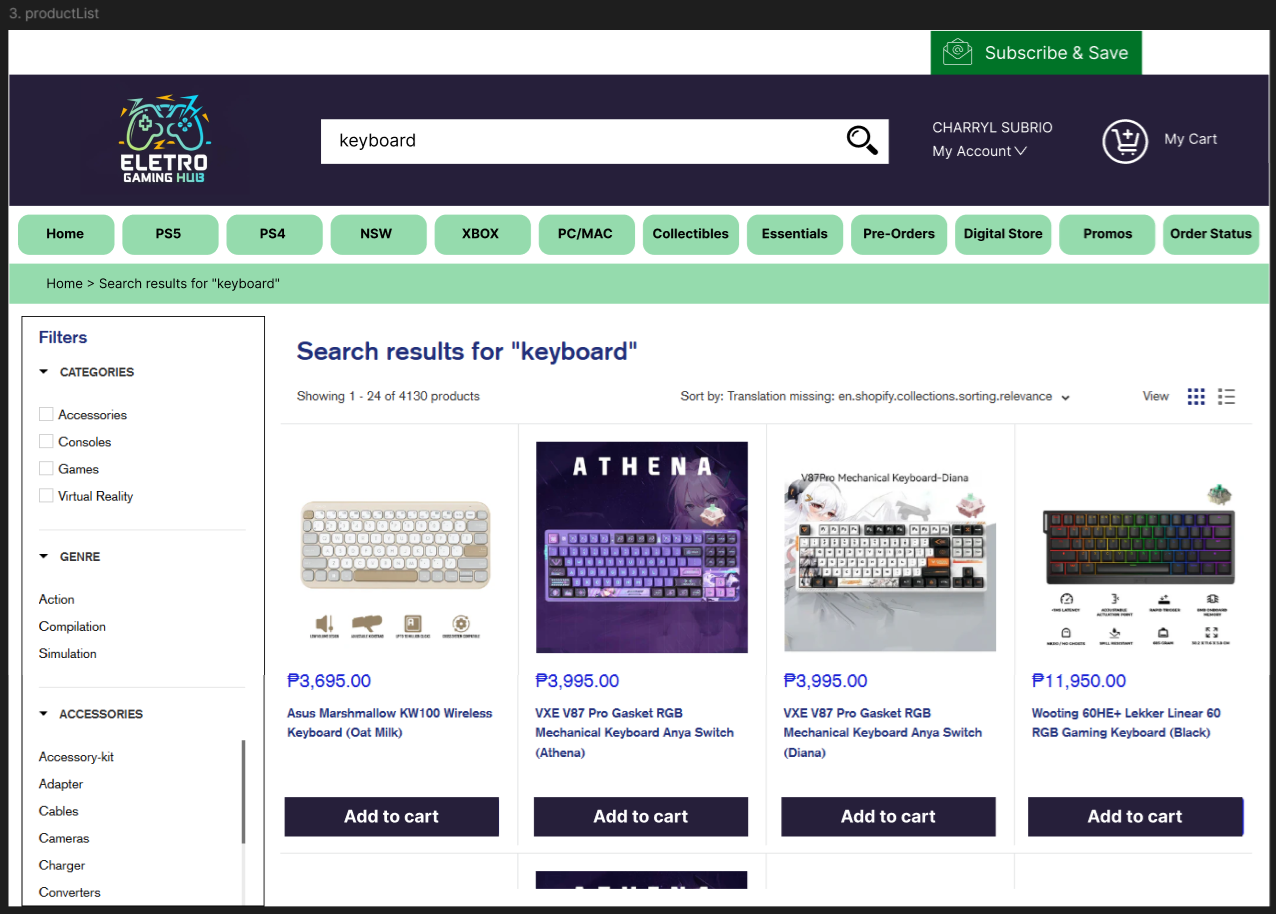 3. productList
Subscribe & Save
ELETRO
GAMING HUB
keyboard
CHARRYL SUBRIO
My Account
My Cart
Home
PS5
PS4
NSW
XBOX
PC/MAC
Collectibles
Essentials
Pre-Orders
Digital Store
Promos
Order Status
Home > Search results for "keyboard"
Filters
CATEGORIES
Accessories
Consoles
Games
Virtual Reality
GENRE
Action
Compilation
Simulation
ACCESSORIES
Accessory-kit
Adapter
Cables
Cameras
Charger
Converters
Search results for "keyboard"
Showing 1 - 24 of 4130 products
Sort by: Translation missing: en.shopify.collections.sorting.relevance
View
₱3,695.00
Asus Marshmallow KW100 Wireless
Keyboard (Oat Milk)
Add to cart
ATHENA
₱3,995.00
VXE V87 Pro Gasket RGB
Mechanical Keyboard Anya Switch
(Athena)
Add to cart
V87Pro Mechanical Keyboard-Diana
₱3,995.00
VXE V87 Pro Gasket RGB
Mechanical Keyboard Anya Switch
(Diana)
Add to cart
₱11,950.00
Wooting 60HE+ Lekker Linear 60
RGB Gaming Keyboard (Black)
Add to cart
ATHENA